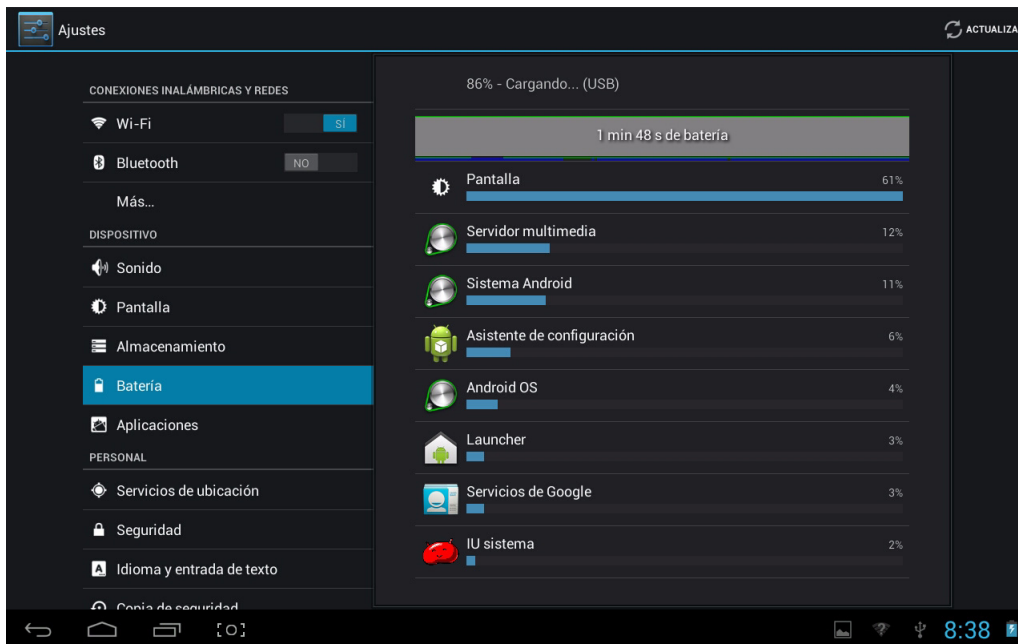 Ajustes
ACTUALIZA
CONEXIONES INALÁMBRICAS Y REDES
Wi-Fi
SÍ
Bluetooth
NO
Más...
DISPOSITIVO
Sonido
Pantalla
Almacenamiento
Batería
Aplicaciones
PERSONAL
Servicios de ubicación
Seguridad
Idioma y entrada de texto
Copia de seguridad
86% - Cargando... (USB)
1 min 48 s de batería
Pantalla 61%
Servidor multimedia 12%
Sistema Android 11%
Asistente de configuración 6%
Android OS 4%
Launcher 3%
Servicios de Google 3%
IU sistema 2%
8:38